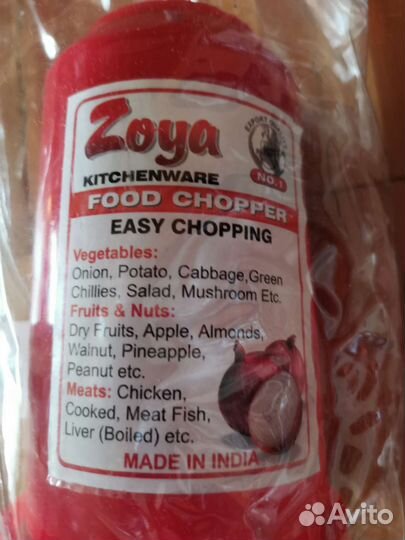 Zoya
EXPORT QUALITY
NO.1
KITCHENWARE
FOOD CHOPPER
EASY CHOPPING
Vegetables:
Onion, Potato, Cabbage,Green
Chillies, Salad, Mushroom Etc.
Fruits & Nuts:
Dry Fruits, Apple, Almonds,
Walnut, Pineapple,
Peanut etc.
Meats: Chicken,
Cooked, Meat Fish,
Liver (Boiled) etc.
MADE IN INDIA
Avito